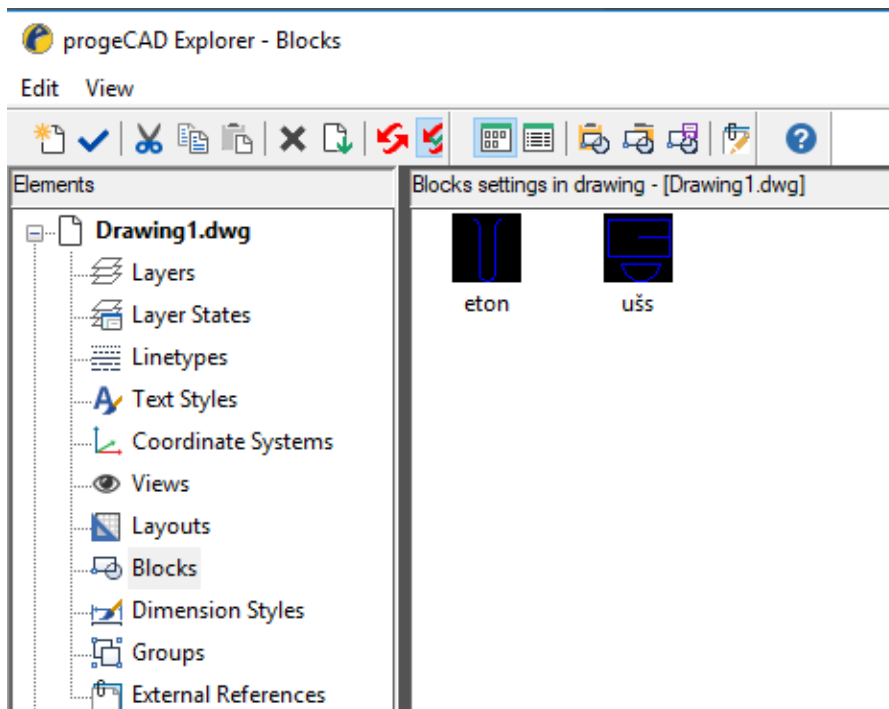 progeCAD Explorer - Blocks
Edit View
Elements
Blocks settings in drawing - [Drawing1.dwg]
Drawing1.dwg
Layers
Layer States
Linetypes
Text Styles
Coordinate Systems
Views
Layouts
Blocks
Dimension Styles
Groups
External References
eton
ušs